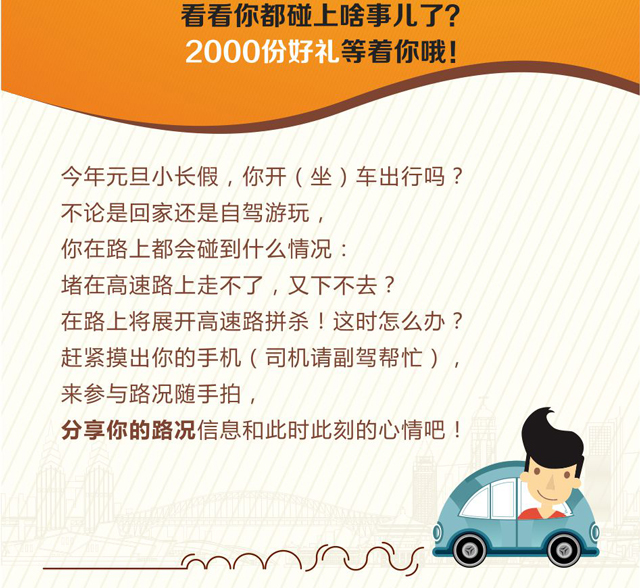 看看你都碰上啥事儿了?
2000份好礼等着你哦!
今年元旦小长假，你开（坐）车出行吗？
不论是回家还是自驾游玩，
你在路上都会碰到什么情况：
堵在高速路上走不了，又下不去？
在路上将展开高速路拼杀！这时怎么办？
赶紧摸出你的手机（司机请副驾帮忙），
来参与路况随手拍，
分享你的路况信息和此时此刻的心情吧！